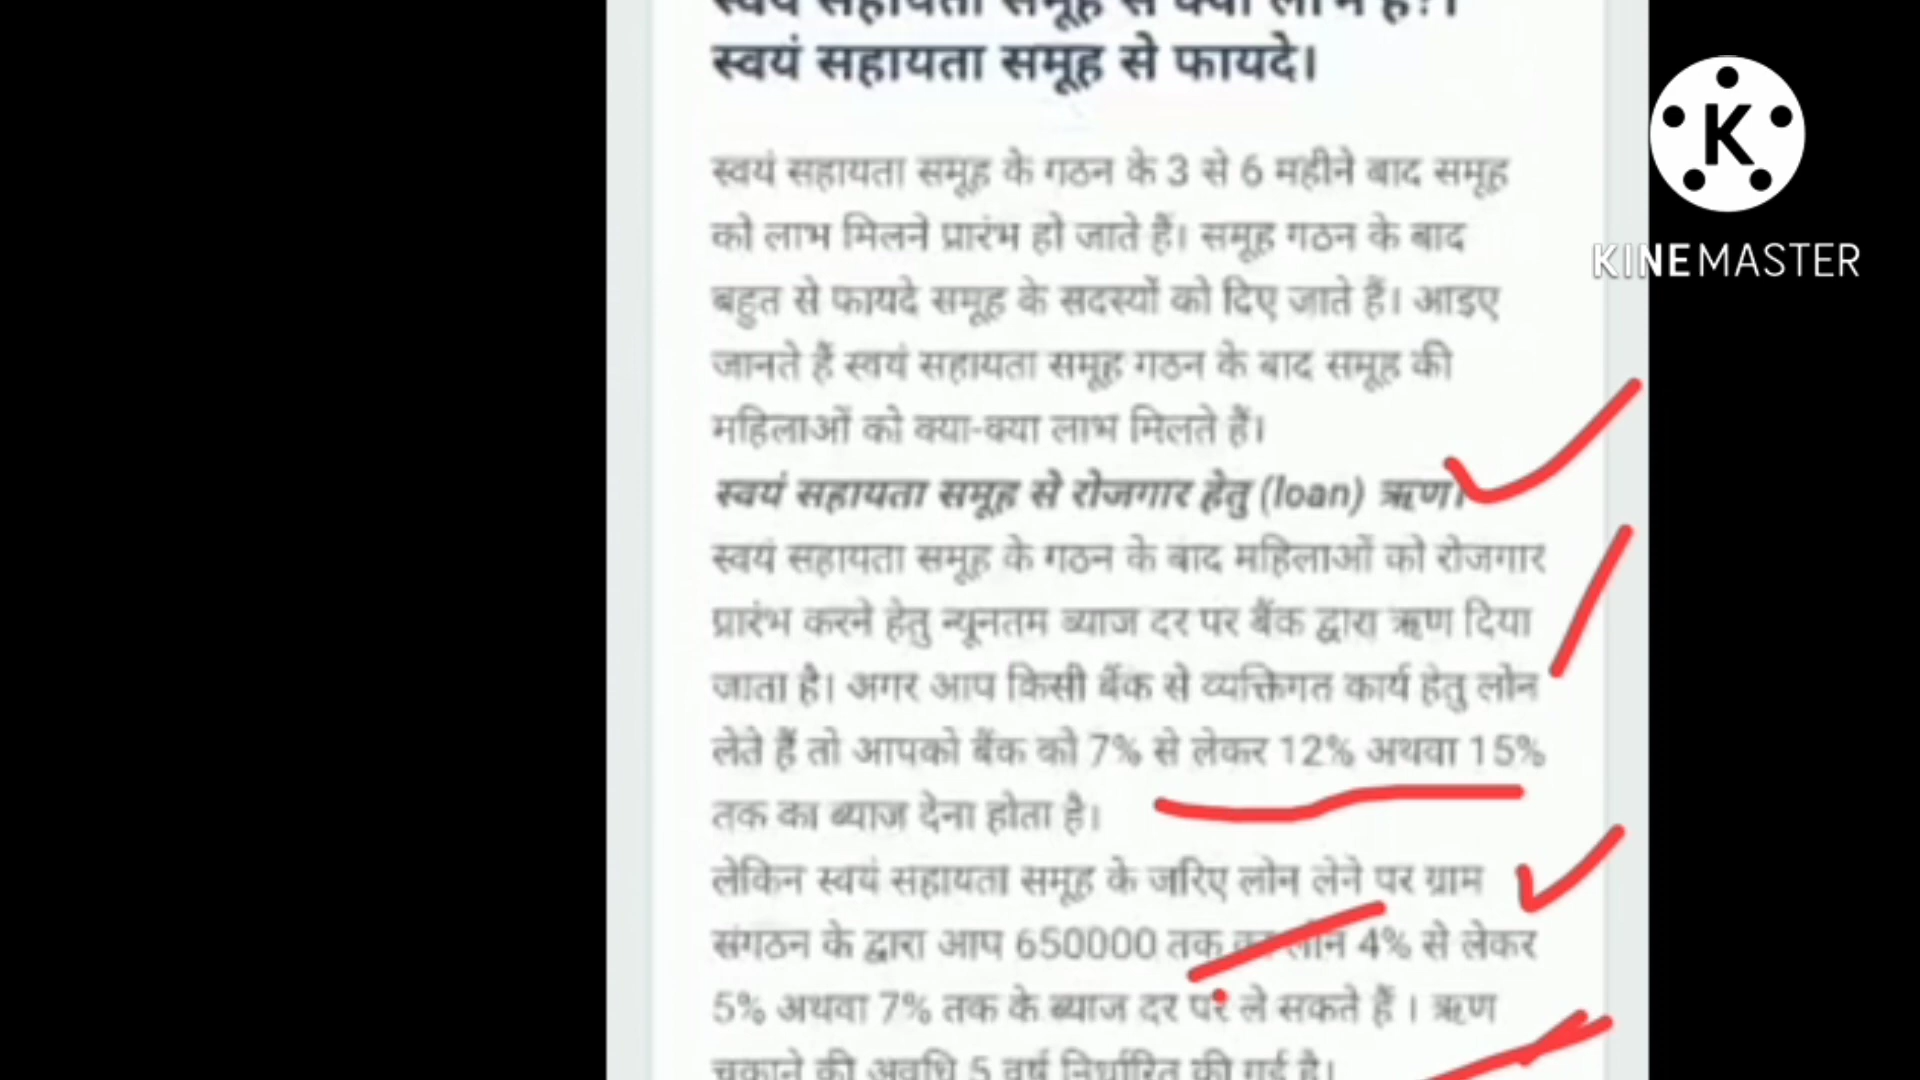 स्वयं सहायता समूह से क्या लाभ है?।
स्वयं सहायता समूह से फायदे।
स्वयं सहायता समूह के गठन के 3 से 6 महीने बाद समूह
को लाभ मिलने प्रारंभ हो जाते हैं। समूह गठन के बाद
बहुत से फायदे समूह के सदस्यों को दिए जाते हैं। आइए
जानते हैं स्वयं सहायता समूह गठन के बाद समूह की
महिलाओं को क्या-क्या लाभ मिलते हैं।
स्वयं सहायता समूह से रोजगार हेतु (loan) ऋण।
स्वयं सहायता समूह के गठन के बाद महिलाओं को रोजगार
प्रारंभ करने हेतु न्यूनतम ब्याज दर पर बैंक द्वारा ऋण दिया
जाता है। अगर आप किसी बैंक से व्यक्तिगत कार्य हेतु लोन
लेते हैं तो आपको बैंक को 7% से लेकर 12% अथवा 15%
तक का ब्याज देना होता है।
लेकिन स्वयं सहायता समूह के जरिए लोन लेने पर ग्राम
संगठन के द्वारा आप 650000 तक का लोन 4% से लेकर
5% अथवा 7% तक के ब्याज दर पर ले सकते हैं । ऋण
चुकाने की अवधि 5 वर्ष निर्धारित की गई है।
K
KINEMASTER